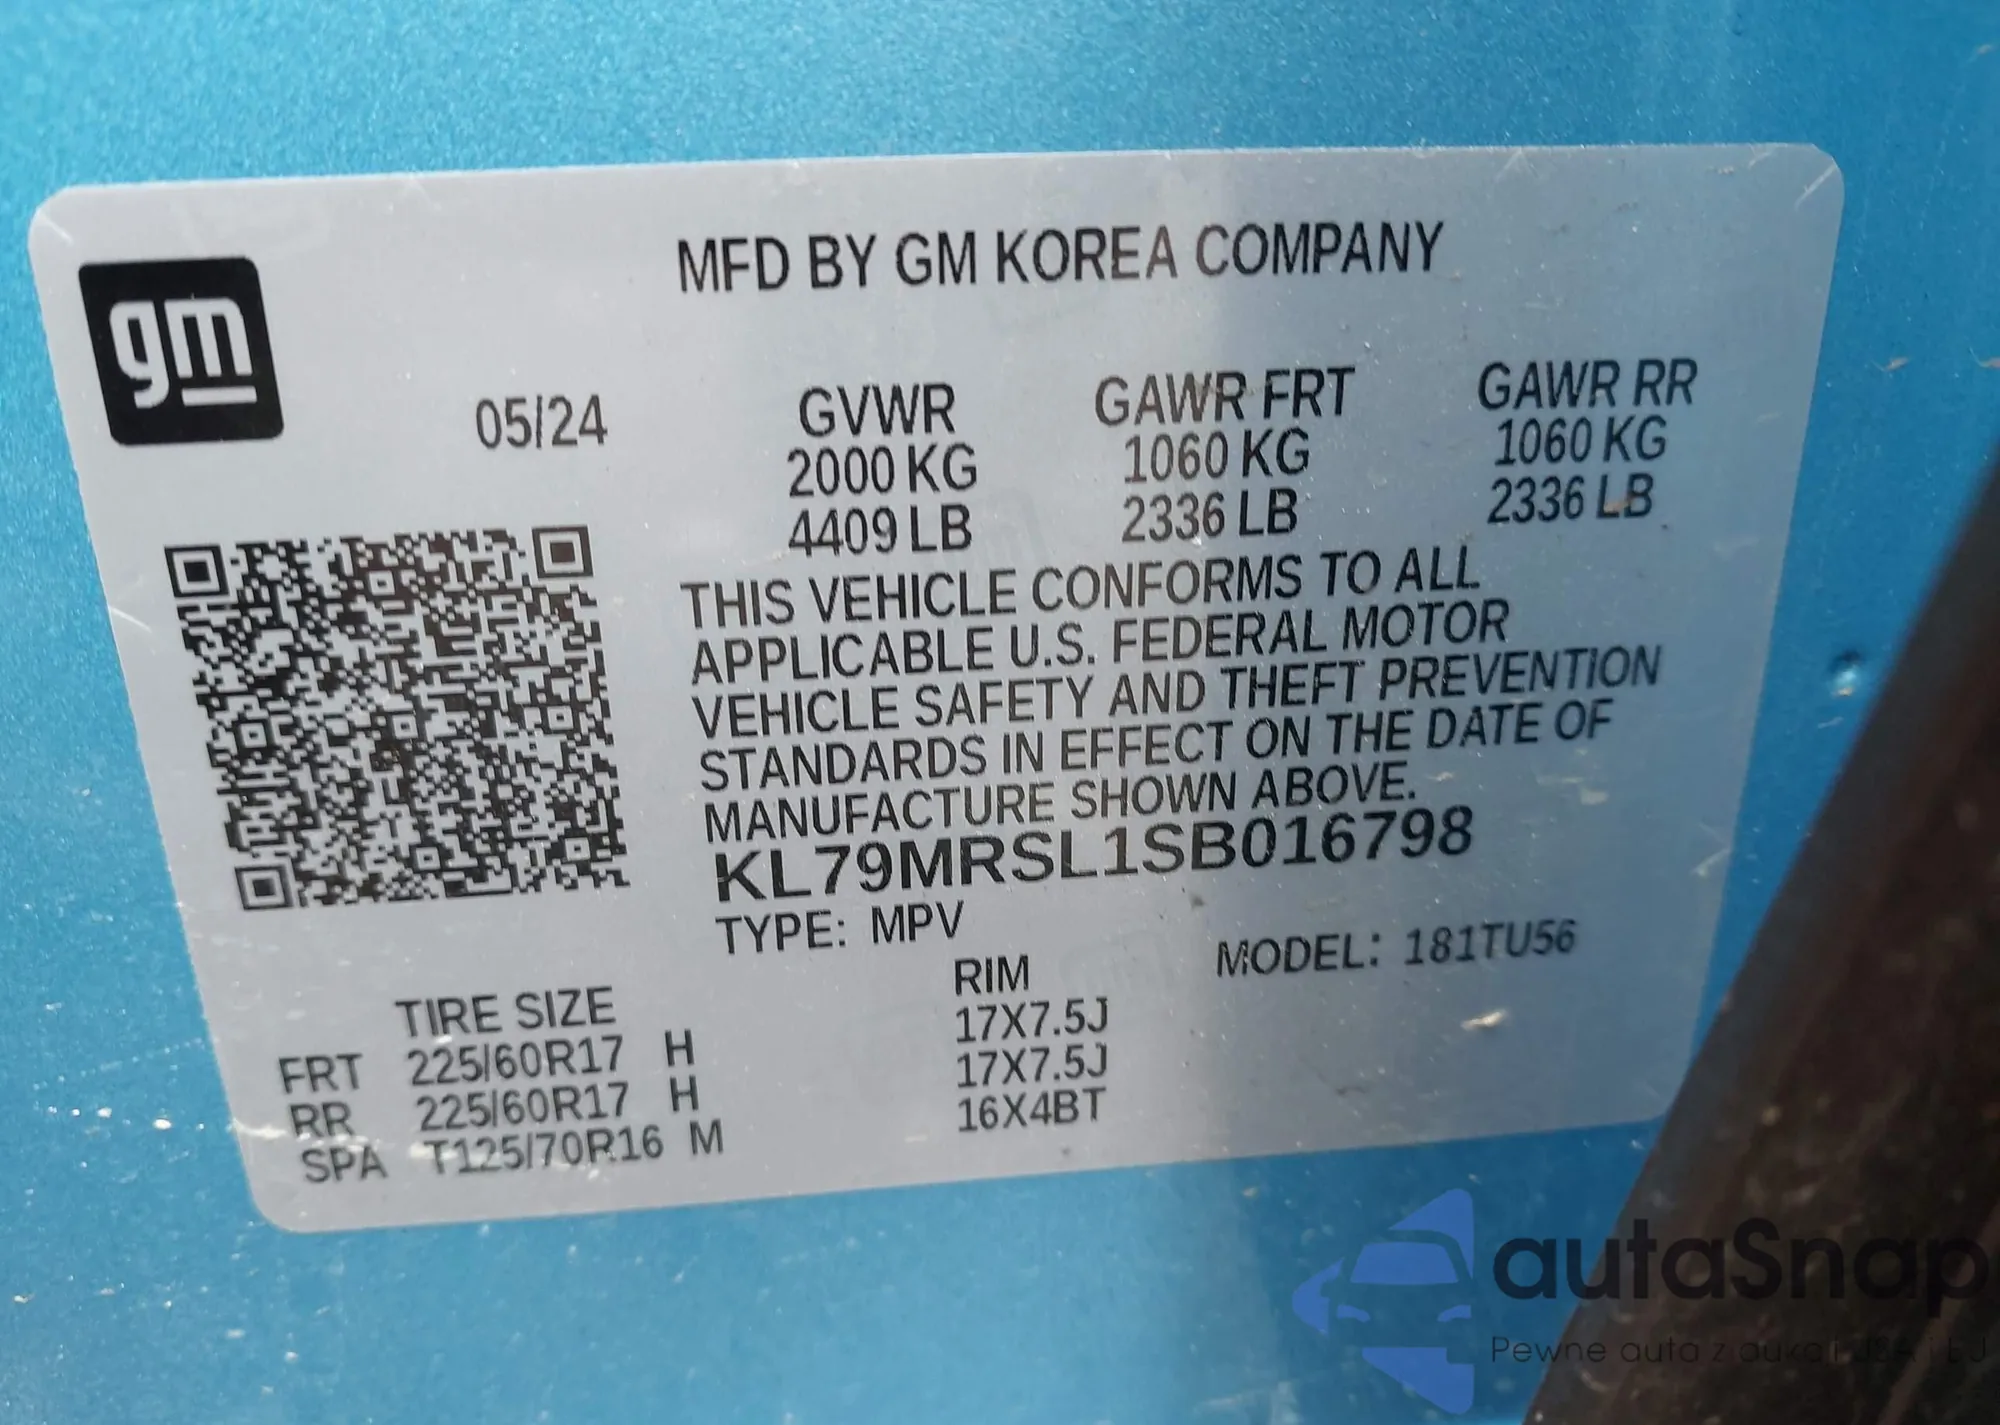 MFD BY GM KOREA COMPANY
gm
05/24
GVWR GAWR FRT GAWR RR
2000 KG 1060 KG 1060 KG
4409 LB 2336 LB 2336 LB
THIS VEHICLE CONFORMS TO ALL
APPLICABLE U.S. FEDERAL MOTOR
VEHICLE SAFETY AND THEFT PREVENTION
STANDARDS IN EFFECT ON THE DATE OF
MANUFACTURE SHOWN ABOVE.
KL79MRSL1SB016798
TYPE: MPV MODEL: 181TU56
TIRE SIZE RIM
FRT 225/60R17 H 17X7.5J
RR 225/60R17 H 17X7.5J
SPA T125/70R16 M 16X4BT
autaSnap
Pewne auta z